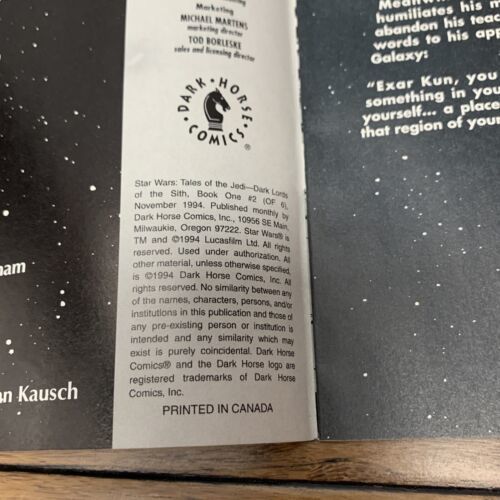 Marketing
MICHAEL MARTENS
marketing director
TOD BORLESKE
sales and licensing director
DARK HORSE COMICS ®
Star Wars: Tales of the Jedi—Dark Lords
of the Sith, Book One #2 (OF 6),
November 1994. Published monthly by
Dark Horse Comics, Inc., 10956 SE Main,
Milwaukie, Oregon 97222. Star Wars® is
TM and ©1994 Lucasfilm Ltd. All rights
reserved. Used under authorization. All
other material, unless otherwise specified,
is ©1994 Dark Horse Comics, Inc. All
rights reserved. No similarity between any
of the names, characters, persons, and/or
institutions in this publication and those of
any pre-existing person or institution is
intended and any similarity which may
exist is purely coincidental. Dark Horse
Comics® and the Dark Horse logo are
registered trademarks of Dark Horse
Comics, Inc.
PRINTED IN CANADA
ham
an Kausch
humiliates his m
abandon his tea
words to his app
Galaxy:
"Exar Kun, you
something in you
yourself... a place
that region of your